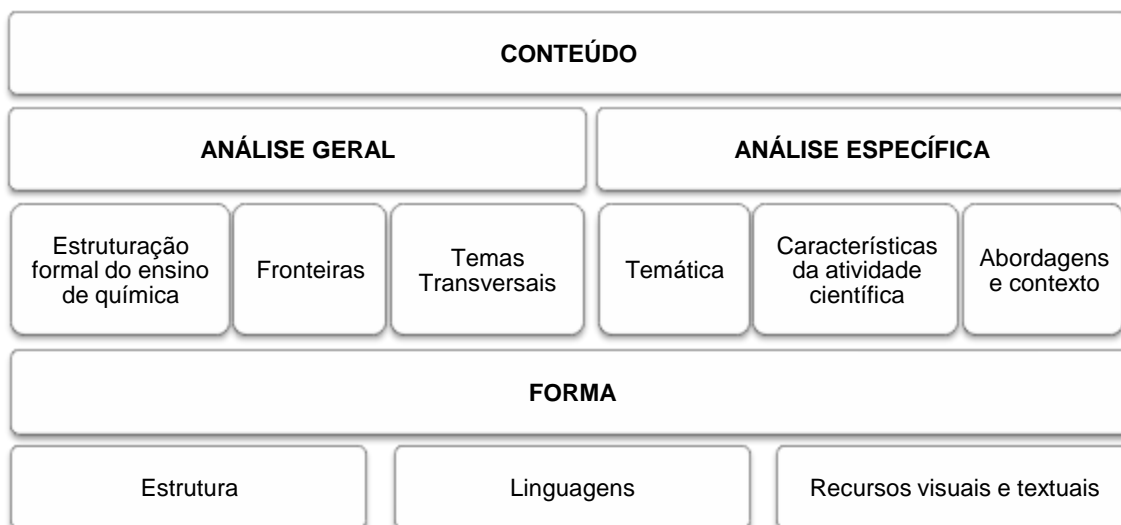 CONTEÚDO
ANÁLISE GERAL
ANÁLISE ESPECÍFICA
Estruturação
formal do ensino
de química
Fronteiras
Temas
Transversais
Temática
Características
da atividade
científica
Abordagens
e contexto
FORMA
Estrutura
Linguagens
Recursos visuais e textuais